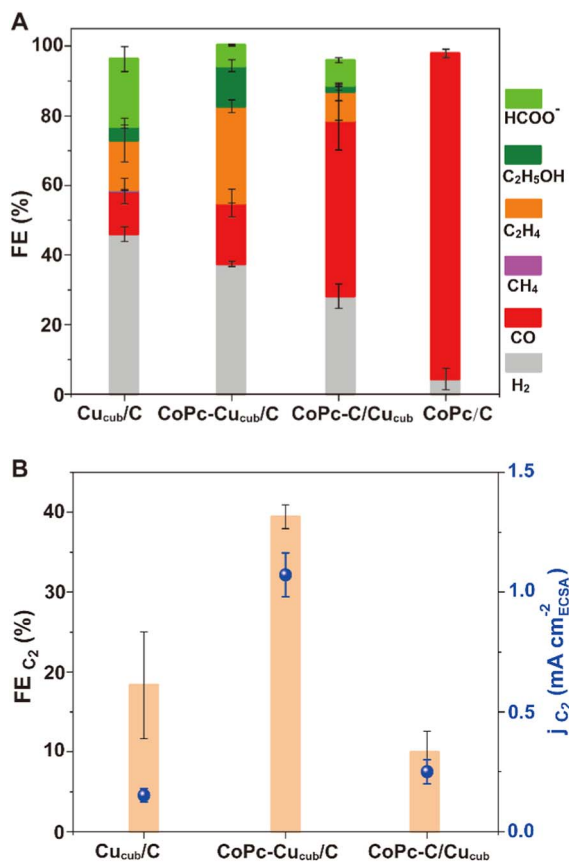 A
100
80
60
40
20
0
FE (%)
HCOO⁻
C₂H₅OH
C₂H₄
CH₄
CO
H₂
Cu_cub/C CoPc-Cu_cub/C CoPc-C/Cu_cub CoPc/C
B
40
30
20
10
0
FE C₂ (%)
1.5
1.0
0.5
0.0
j C₂ (mA cm⁻²_ECSA)
Cu_cub/C CoPc-Cu_cub/C CoPc-C/Cu_cub